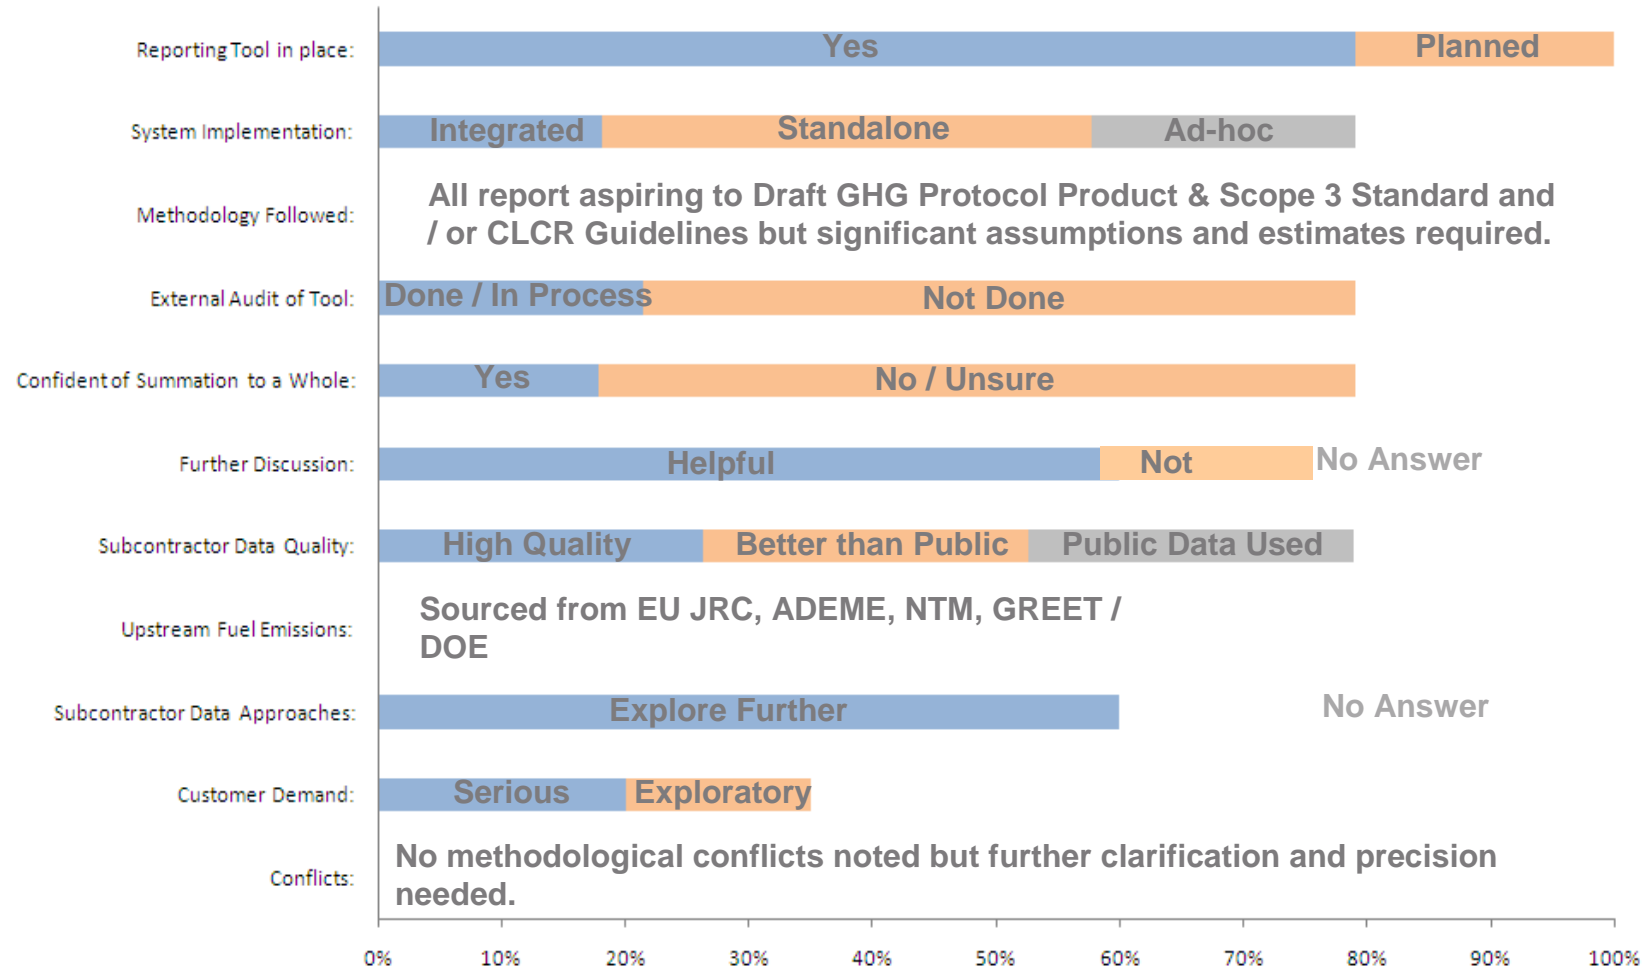 Reporting Tool in place: Yes Planned
System Implementation: Integrated Standalone Ad-hoc
Methodology Followed:
All report aspiring to Draft GHG Protocol Product & Scope 3 Standard and
/ or CLCR Guidelines but significant assumptions and estimates required.
External Audit of Tool: Done / In Process Not Done
Confident of Summation to a Whole: Yes No / Unsure
Further Discussion: Helpful Not No Answer
Subcontractor Data Quality: High Quality Better than Public Public Data Used
Upstream Fuel Emissions:
Sourced from EU JRC, ADEME, NTM, GREET /
DOE
Subcontractor Data Approaches: Explore Further No Answer
Customer Demand: Serious Exploratory
Conflicts:
No methodological conflicts noted but further clarification and precision
needed.
0% 10% 20% 30% 40% 50% 60% 70% 80% 90% 100%